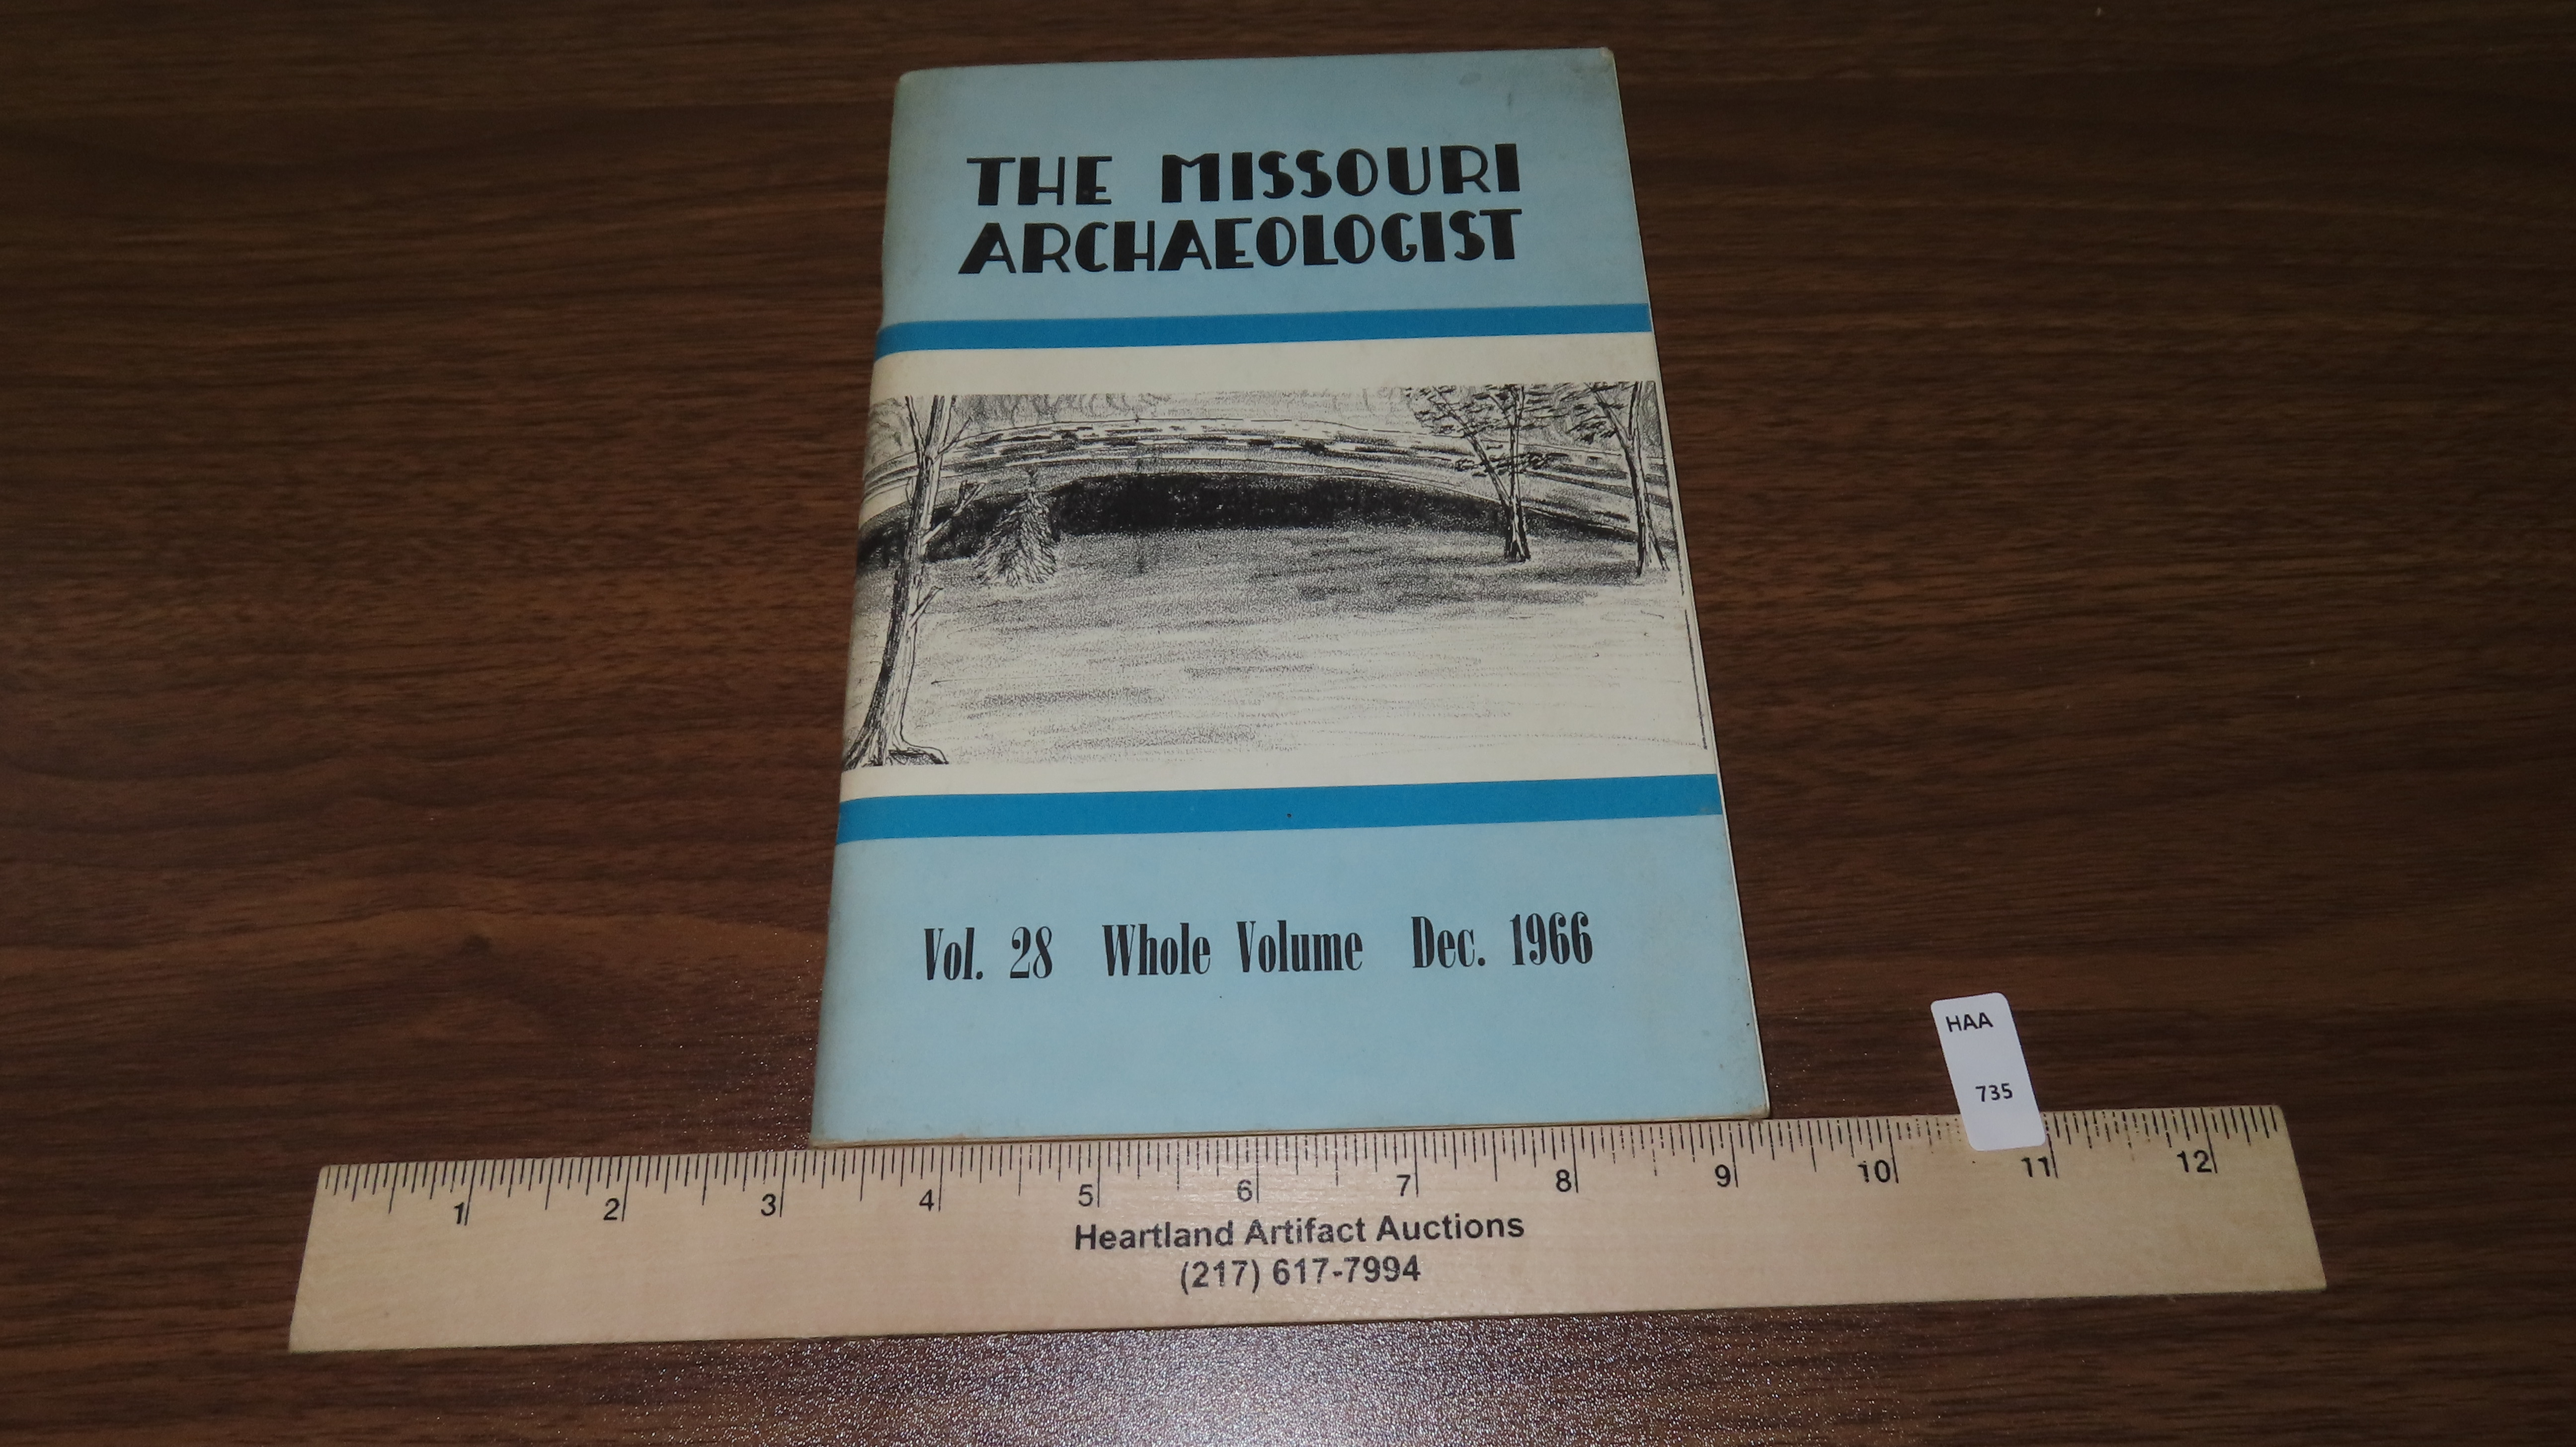 THE MISSOURI
ARCHAEOLOGIST
Vol. 28 Whole Volume Dec. 1966
HAA
735
1 2 3 4 5 6 7 8 9 10 11 12
Heartland Artifact Auctions
(217) 617-7994